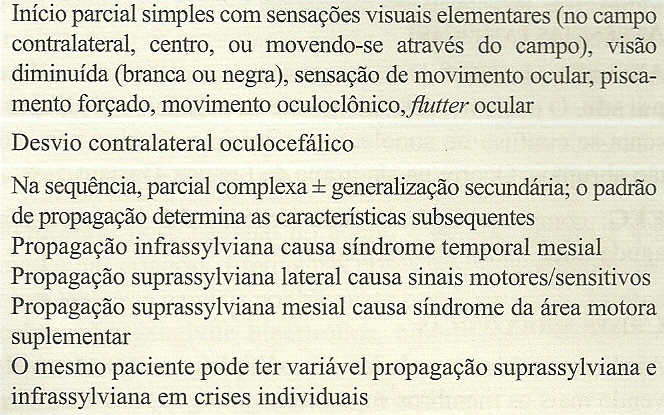 Início parcial simples com sensações visuais elementares (no campo
contralateral, centro, ou movendo-se através do campo), visão
diminuída (branca ou negra), sensação de movimento ocular, pisca-
mento forçado, movimento oculoclônico, flutter ocular
Desvio contralateral oculocefálico
Na sequência, parcial complexa ± generalização secundária; o padrão
de propagação determina as características subsequentes
Propagação infrassylviana causa síndrome temporal mesial
Propagação suprassylviana lateral causa sinais motores/sensitivos
Propagação suprassylviana mesial causa síndrome da área motora
suplementar
O mesmo paciente pode ter variável propagação suprassylviana e
infrassylviana em crises individuais